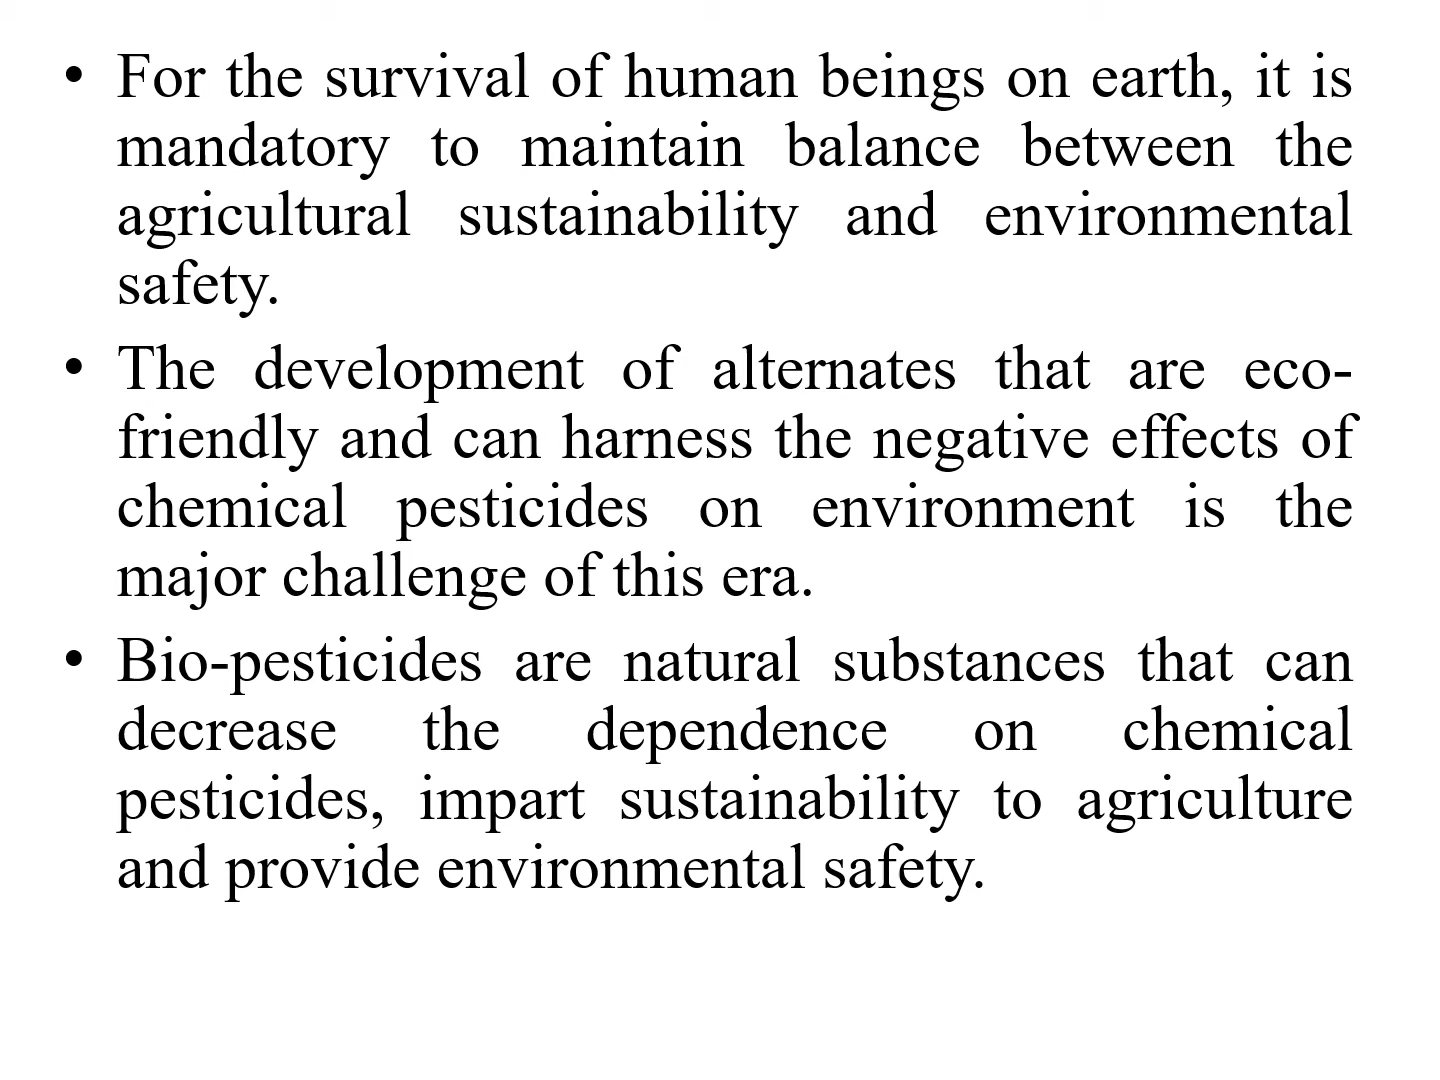 • For the survival of human beings on earth, it is
mandatory to maintain balance between the
agricultural sustainability and environmental
safety.
• The development of alternates that are eco-
friendly and can harness the negative effects of
chemical pesticides on environment is the
major challenge of this era.
• Bio-pesticides are natural substances that can
decrease the dependence on chemical
pesticides, impart sustainability to agriculture
and provide environmental safety.